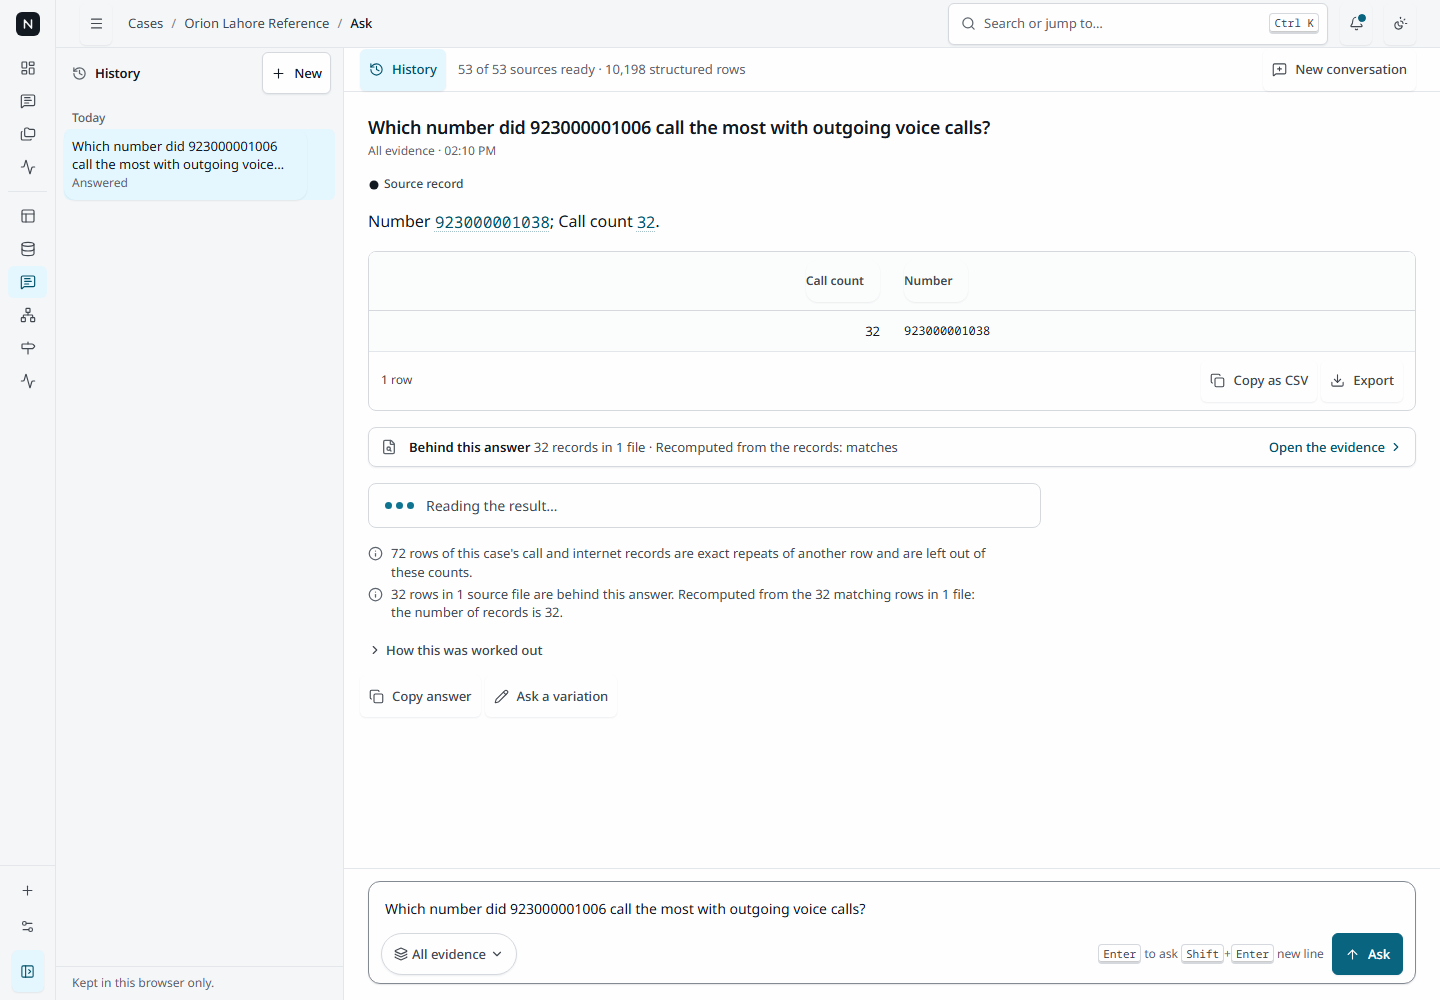 N
Cases / Orion Lahore Reference / Ask
Search or jump to...
Ctrl K
History
New
Today
Which number did 923000001006
call the most with outgoing voice...
Answered
Kept in this browser only.
History
53 of 53 sources ready · 10,198 structured rows
New conversation
Which number did 923000001006 call the most with outgoing voice calls?
All evidence · 02:10 PM
Source record
Number 923000001038; Call count 32.
Call count Number
32 923000001038
1 row
Copy as CSV
Export
Behind this answer 32 records in 1 file · Recomputed from the records: matches
Open the evidence
Reading the result...
72 rows of this case's call and internet records are exact repeats of another row and are left out of
these counts.
32 rows in 1 source file are behind this answer. Recomputed from the 32 matching rows in 1 file:
the number of records is 32.
How this was worked out
Copy answer
Ask a variation
Which number did 923000001006 call the most with outgoing voice calls?
All evidence
Enter to ask Shift+Enter new line
Ask